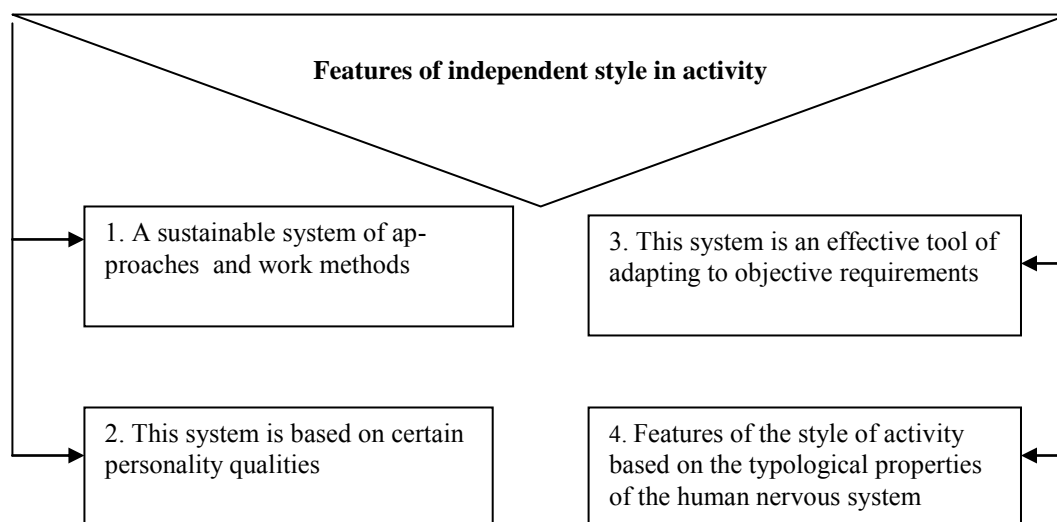 Features of independent style in activity
1. A sustainable system of ap-
proaches and work methods
2. This system is based on certain
personality qualities
3. This system is an effective tool of
adapting to objective requirements
4. Features of the style of activity
based on the typological properties
of the human nervous system